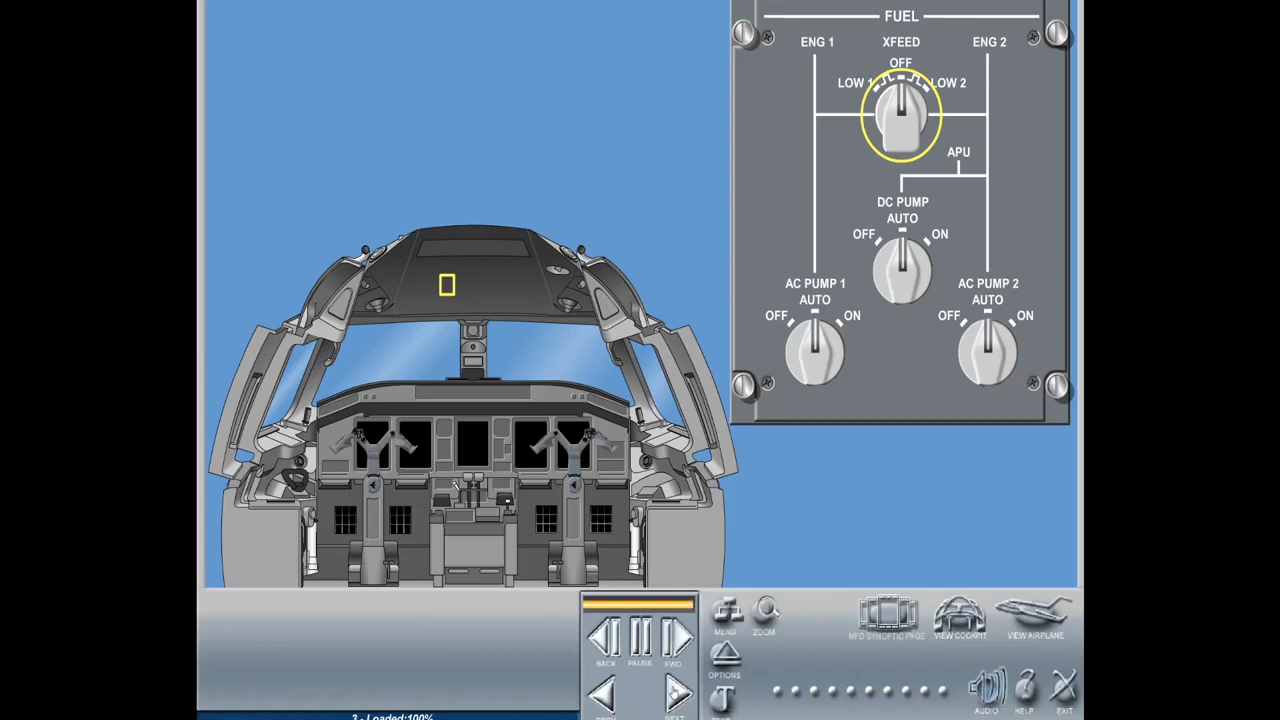 FUEL
ENG 1 XFEED ENG 2
OFF
LOW 1 LOW 2
APU
DC PUMP
AUTO
OFF ON
AC PUMP 1 AC PUMP 2
AUTO AUTO
OFF ON OFF ON
MENU ZOOM MFD SYNOPTIC PAGE VIEW COCKPIT VIEW AIRPLANE
BACK PAUSE FWD
OPTIONS
AUDIO HELP EXIT
3 - Loaded:100%
NEXT